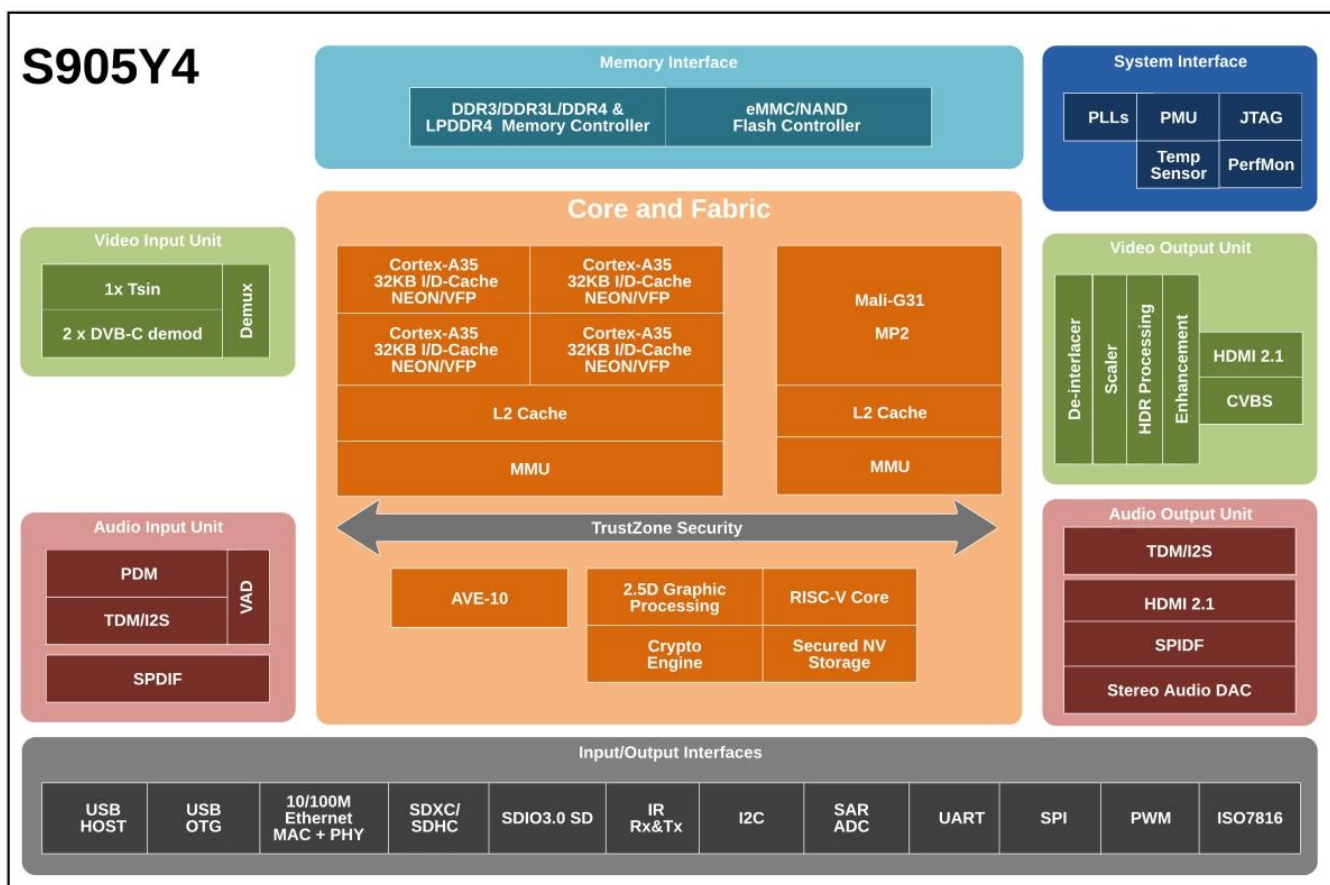 S905Y4
Memory Interface
DDR3/DDR3L/DDR4 &
LPDDR4 Memory Controller
eMMC/NAND
Flash Controller
System Interface
PLLs
PMU
JTAG
Temp
Sensor
PerfMon
Video Input Unit
1x Tsin
2 x DVB-C demod
Demux
Core and Fabric
Cortex-A35
32KB I/D-Cache
NEON/VFP
Cortex-A35
32KB I/D-Cache
NEON/VFP
Cortex-A35
32KB I/D-Cache
NEON/VFP
Cortex-A35
32KB I/D-Cache
NEON/VFP
L2 Cache
MMU
Mali-G31
MP2
L2 Cache
MMU
TrustZone Security
AVE-10
2.5D Graphic
Processing
RISC-V Core
Crypto
Engine
Secured NV
Storage
Video Output Unit
De-interlacer
Scaler
HDR Processing
Enhancement
HDMI 2.1
CVBS
Audio Input Unit
PDM
TDM/I2S
VAD
SPDIF
Audio Output Unit
TDM/I2S
HDMI 2.1
SPIDF
Stereo Audio DAC
Input/Output Interfaces
USB
HOST
USB
OTG
10/100M
Ethernet
MAC + PHY
SDXC/
SDHC
SDIO3.0 SD
IR
Rx&Tx
I2C
SAR
ADC
UART
SPI
PWM
ISO7816